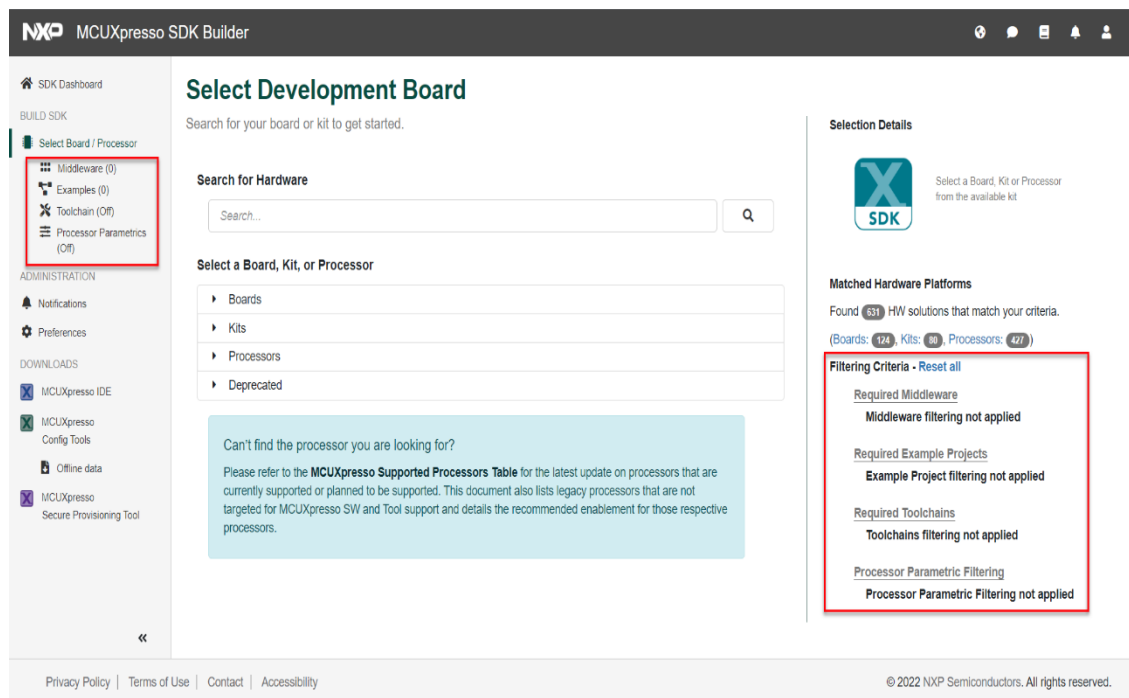 NXP MCUXpresso SDK Builder
SDK Dashboard
BUILD SDK
Select Board / Processor
Middleware (0)
Examples (0)
Toolchain (Off)
Processor Parametrics
(Off)
ADMINISTRATION
Notifications
Preferences
DOWNLOADS
MCUXpresso IDE
MCUXpresso
Config Tools
Offline data
MCUXpresso
Secure Provisioning Tool
«
Select Development Board
Search for your board or kit to get started.
Search for Hardware
Search...
Select a Board, Kit, or Processor
Boards
Kits
Processors
Deprecated
Can't find the processor you are looking for?
Please refer to the MCUXpresso Supported Processors Table for the latest update on processors that are
currently supported or planned to be supported. This document also lists legacy processors that are not
targeted for MCUXpresso SW and Tool support and details the recommended enablement for those respective
processors.
Selection Details
X
SDK
Select a Board, Kit or Processor
from the available kit
Matched Hardware Platforms
Found 631 HW solutions that match your criteria.
(Boards: 124, Kits: 80, Processors: 427)
Filtering Criteria - Reset all
Required Middleware
Middleware filtering not applied
Required Example Projects
Example Project filtering not applied
Required Toolchains
Toolchains filtering not applied
Processor Parametric Filtering
Processor Parametric Filtering not applied
Privacy Policy | Terms of Use | Contact | Accessibility
© 2022 NXP Semiconductors. All rights reserved.